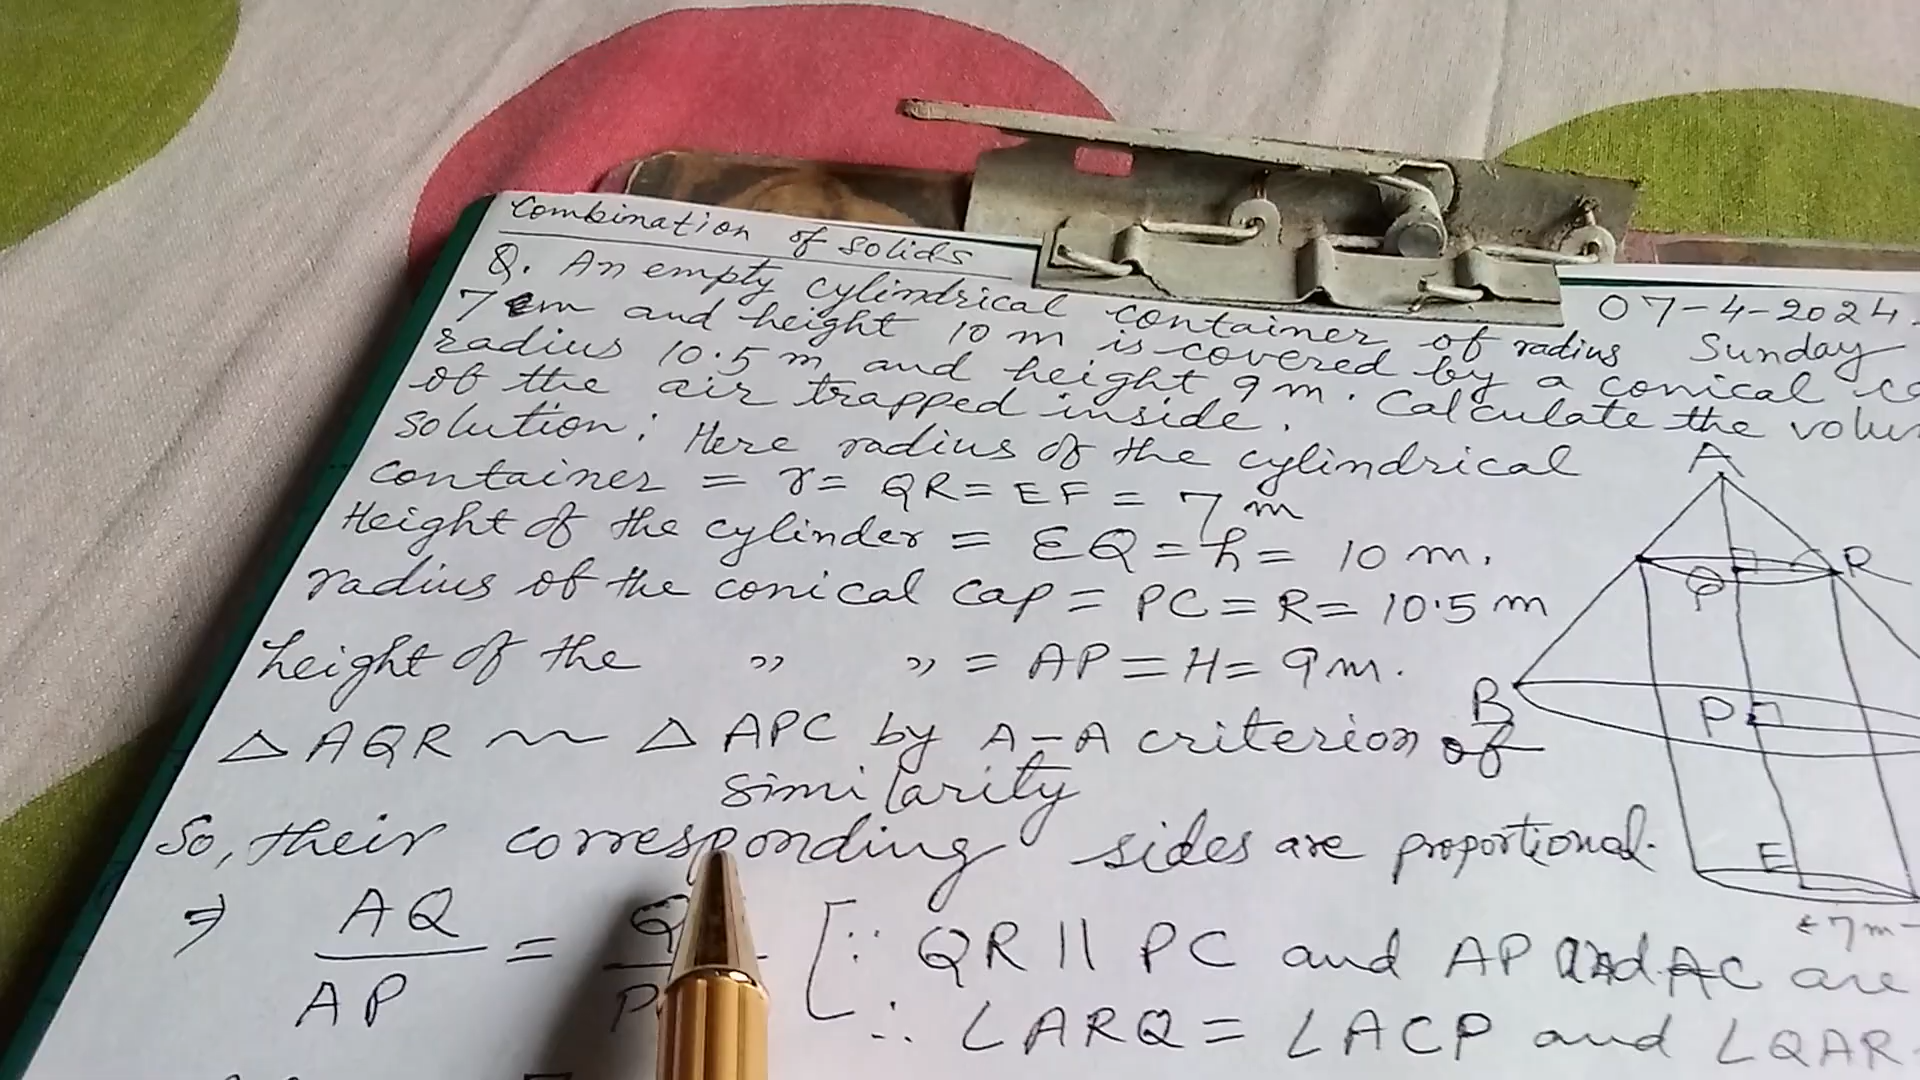 Combination of solids
07-4-2024.
Sunday
Q. An empty cylindrical container of radius
7 m and height 10 m is covered by a conical
radius 10.5 m and height 9 m. Calculate the
of the air trapped inside.
Solution: Here radius of the cylindrical
container = r = QR = EF = 7 m
Height of the cylinder = EQ = h = 10 m.
radius of the conical cap = PC = R = 10.5 m
height of the " " = AP = H = 9 m.
△ AQR ~ △ APC by A-A criterion of
similarity
So, their corresponding sides are proportional.
⇒ AQ/AP = [∵ QR || PC and AP and AC are
∴ ∠ARQ = ∠ACP and ∠QAR
A
Q
R
B
P
E
7m